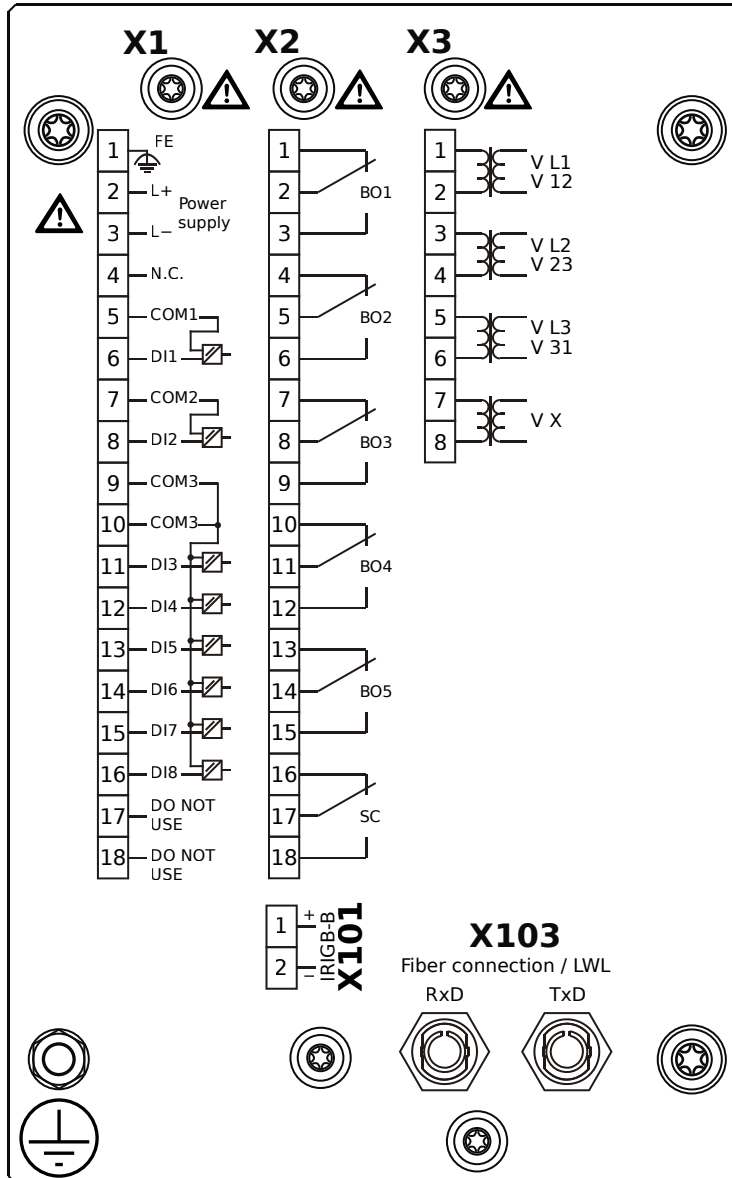 X1
X2
X3
1 FE
2 L+
Power
supply
3 L−
4 N.C.
5 COM1
6 DI1
7 COM2
8 DI2
9 COM3
10 COM3
11 DI3
12 DI4
13 DI5
14 DI6
15 DI7
16 DI8
17 DO NOT
USE
18 DO NOT
USE
1
2 BO1
3
4
5 BO2
6
7
8 BO3
9
10
11 BO4
12
13
14 BO5
15
16
17 SC
18
1 V L1
2 V 12
3 V L2
4 V 23
5 V L3
6 V 31
7
V X
8
1 +
2 −
IRIGB-B
X101
X103
Fiber connection / LWL
RxD TxD